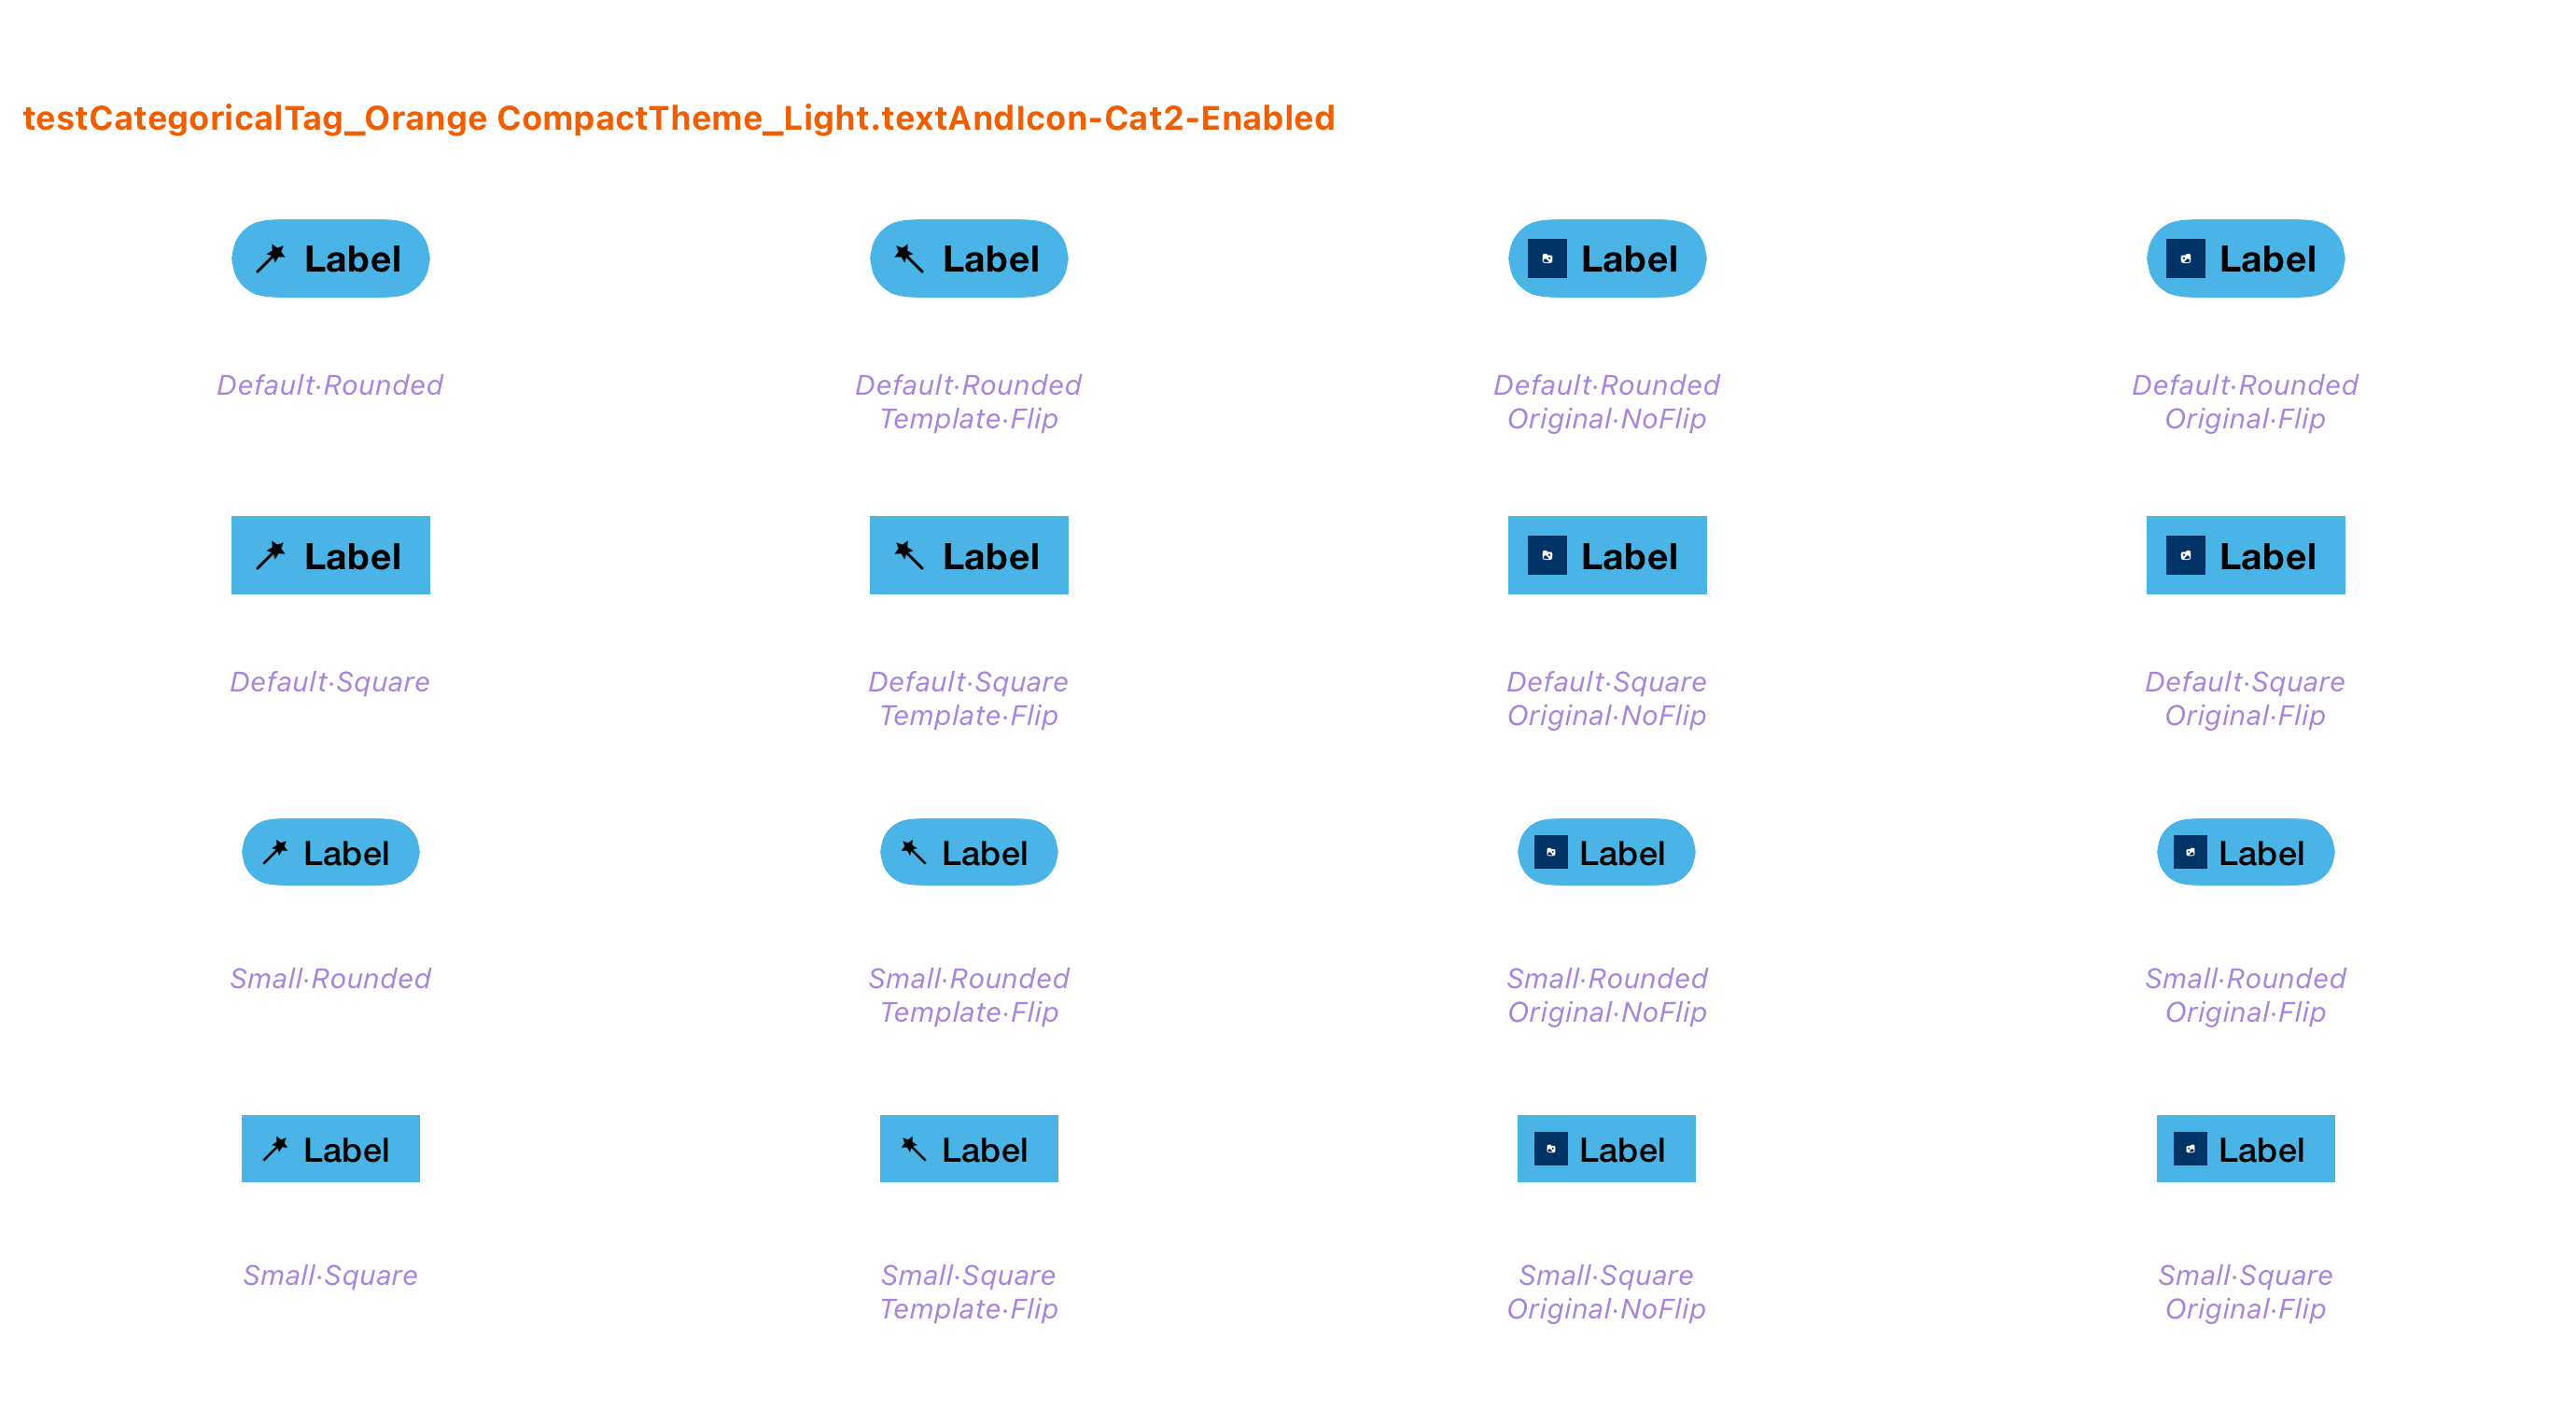 testCategoricalTag_Orange CompactTheme_Light.textAndIcon-Cat2-Enabled
Label
Label
Label
Label
Default·Rounded
Default·Rounded
Template·Flip
Default·Rounded
Original·NoFlip
Default·Rounded
Original·Flip
Label
Label
Label
Label
Default·Square
Default·Square
Template·Flip
Default·Square
Original·NoFlip
Default·Square
Original·Flip
Label
Label
Label
Label
Small·Rounded
Small·Rounded
Template·Flip
Small·Rounded
Original·NoFlip
Small·Rounded
Original·Flip
Label
Label
Label
Label
Small·Square
Small·Square
Template·Flip
Small·Square
Original·NoFlip
Small·Square
Original·Flip